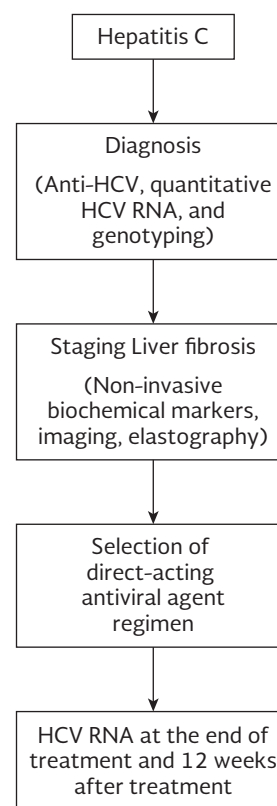 Hepatitis C
Diagnosis
(Anti-HCV, quantitative
HCV RNA, and
genotyping)
Staging Liver fibrosis
(Non-invasive
biochemical markers,
imaging, elastography)
Selection of
direct-acting
antiviral agent
regimen
HCV RNA at the end of
treatment and 12 weeks
after treatment